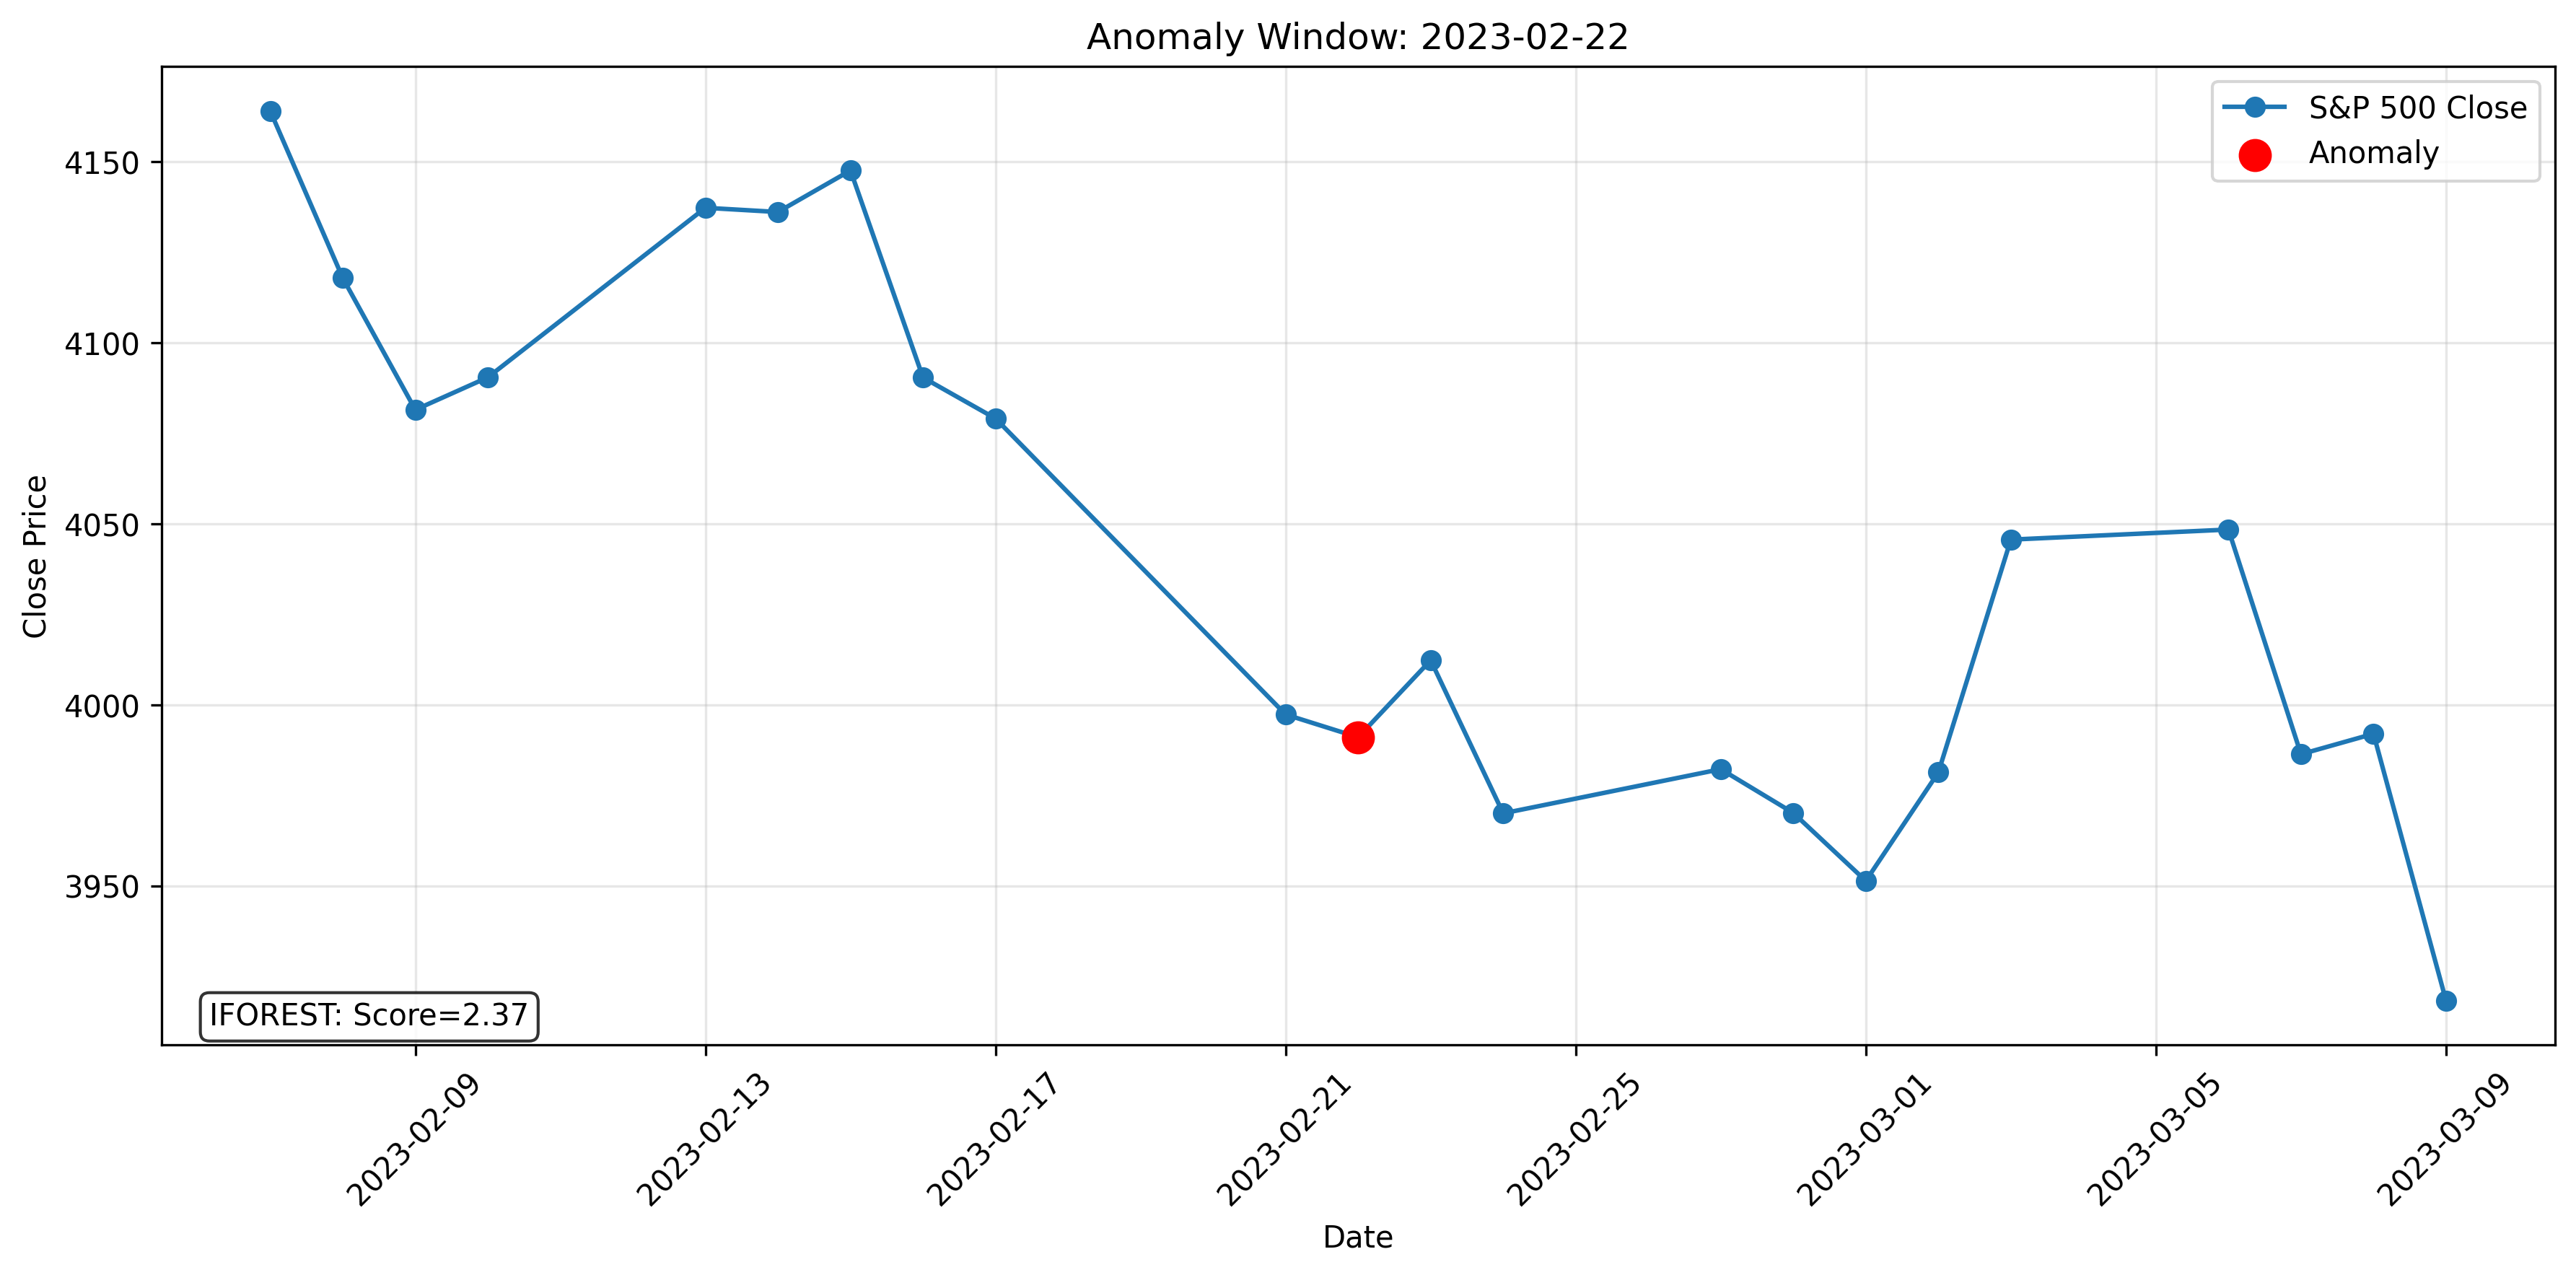 Anomaly Window: 2023-02-22
S&P 500 Close
Anomaly
4150
4100
4050
4000
3950
Close Price
IFOREST: Score=2.37
2023-02-09
2023-02-13
2023-02-17
2023-02-21
2023-02-25
2023-03-01
2023-03-05
2023-03-09
Date